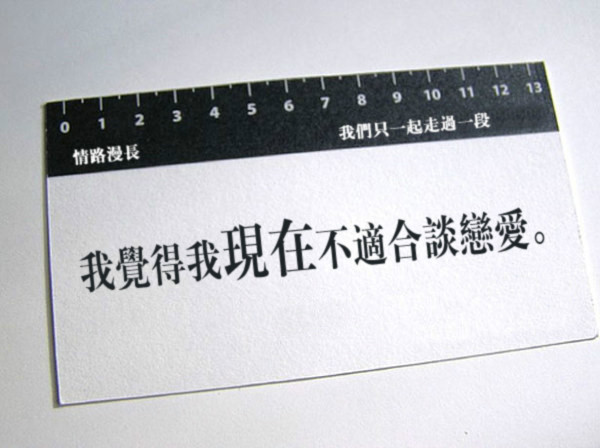 0 1 2 3 4 5 6 7 8 9 10 11 12 13
情路漫長 我們只一起走過一段
我覺得我現在不適合談戀愛。